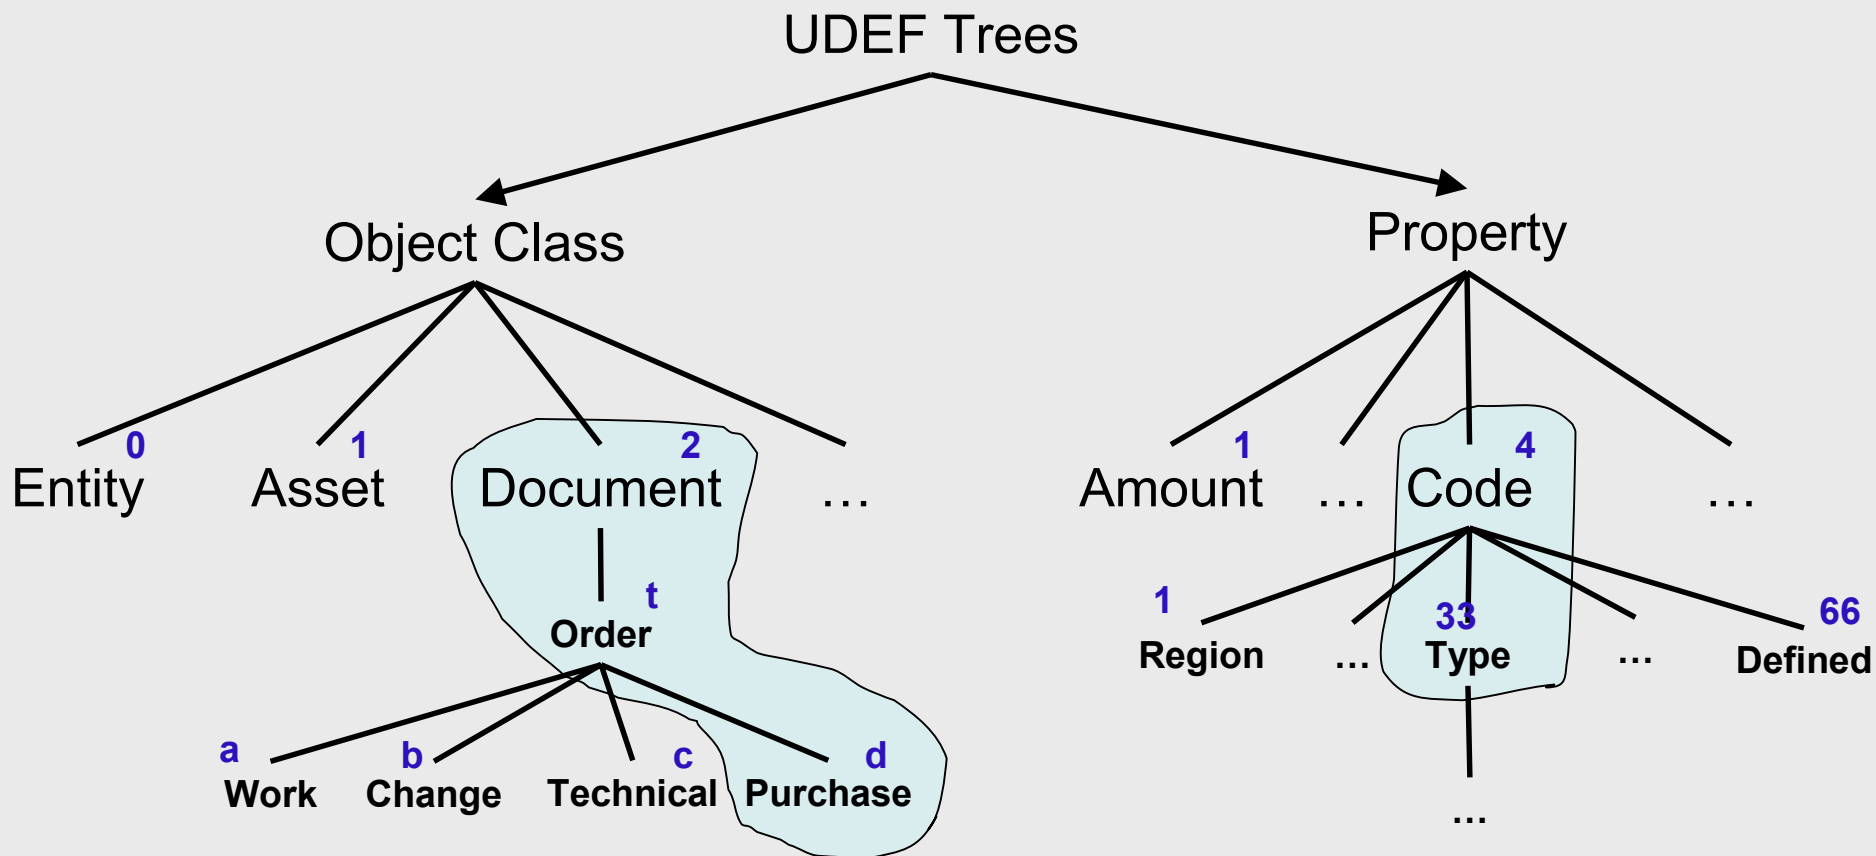 UDEF Trees
Object Class
Property
0 1 2 1 4
Entity Asset Document … Amount … Code …
t 1 33 66
Order
Region … Type … Defined
a b c d
Work Change Technical Purchase
…